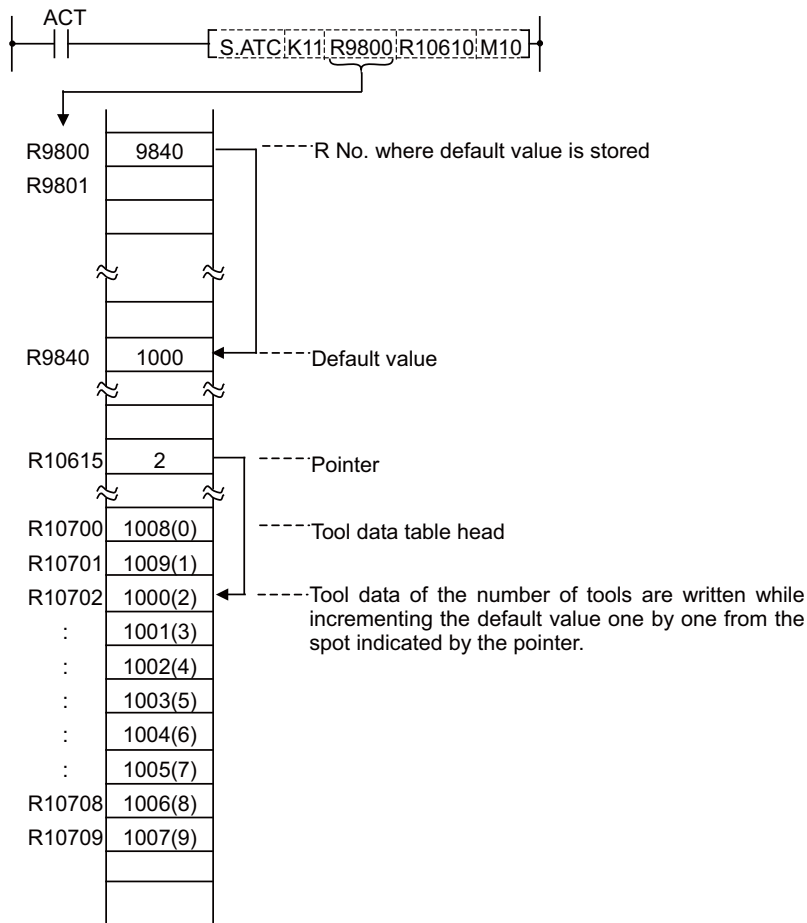 ACT
S.ATC K11 R9800 R10610 M10
R9800 9840 R No. where default value is stored
R9801
R9840 1000 Default value
R10615 2 Pointer
R10700 1008(0) Tool data table head
R10701 1009(1)
R10702 1000(2) Tool data of the number of tools are written while
incrementing the default value one by one from the
: 1001(3)
spot indicated by the pointer.
: 1002(4)
: 1003(5)
: 1004(6)
: 1005(7)
R10708 1006(8)
R10709 1007(9)